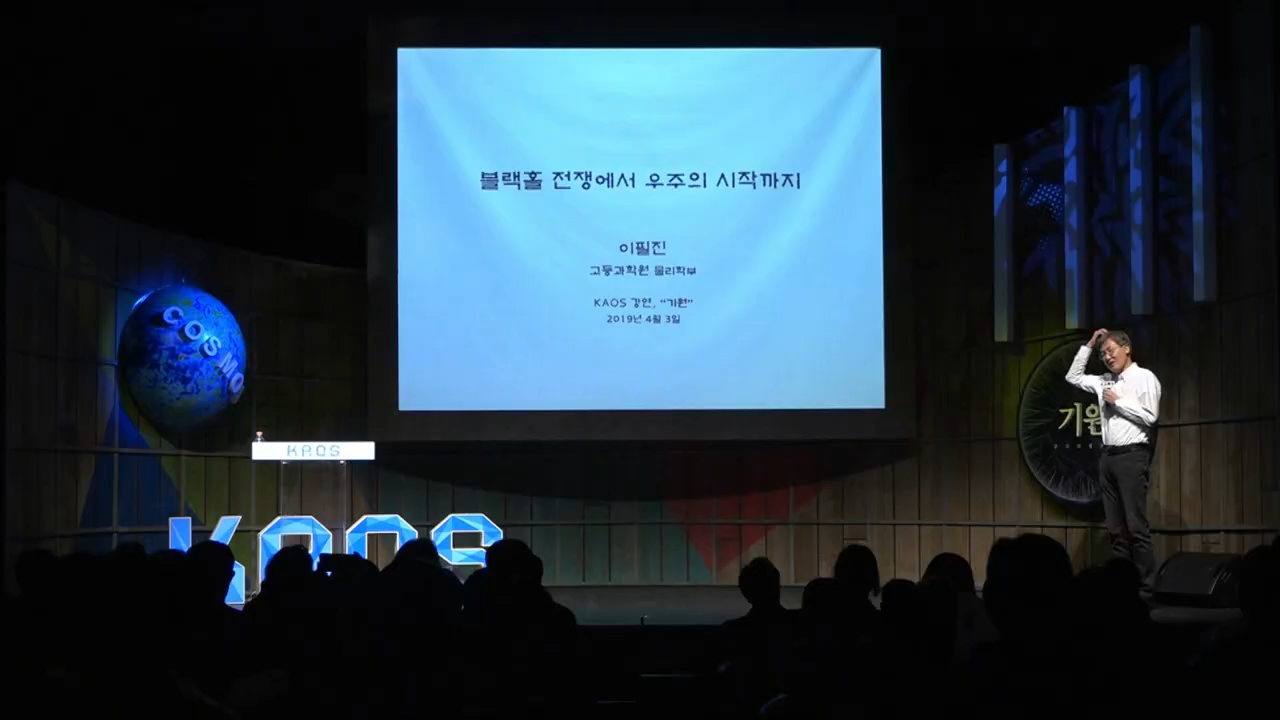 블랙홀 전쟁에서 우주의 시작까지
이필진
고등과학원 물리학부
KAOS 강연, "기원"
2019년 4월 3일
COSMO
기원
KAOS
KAOS